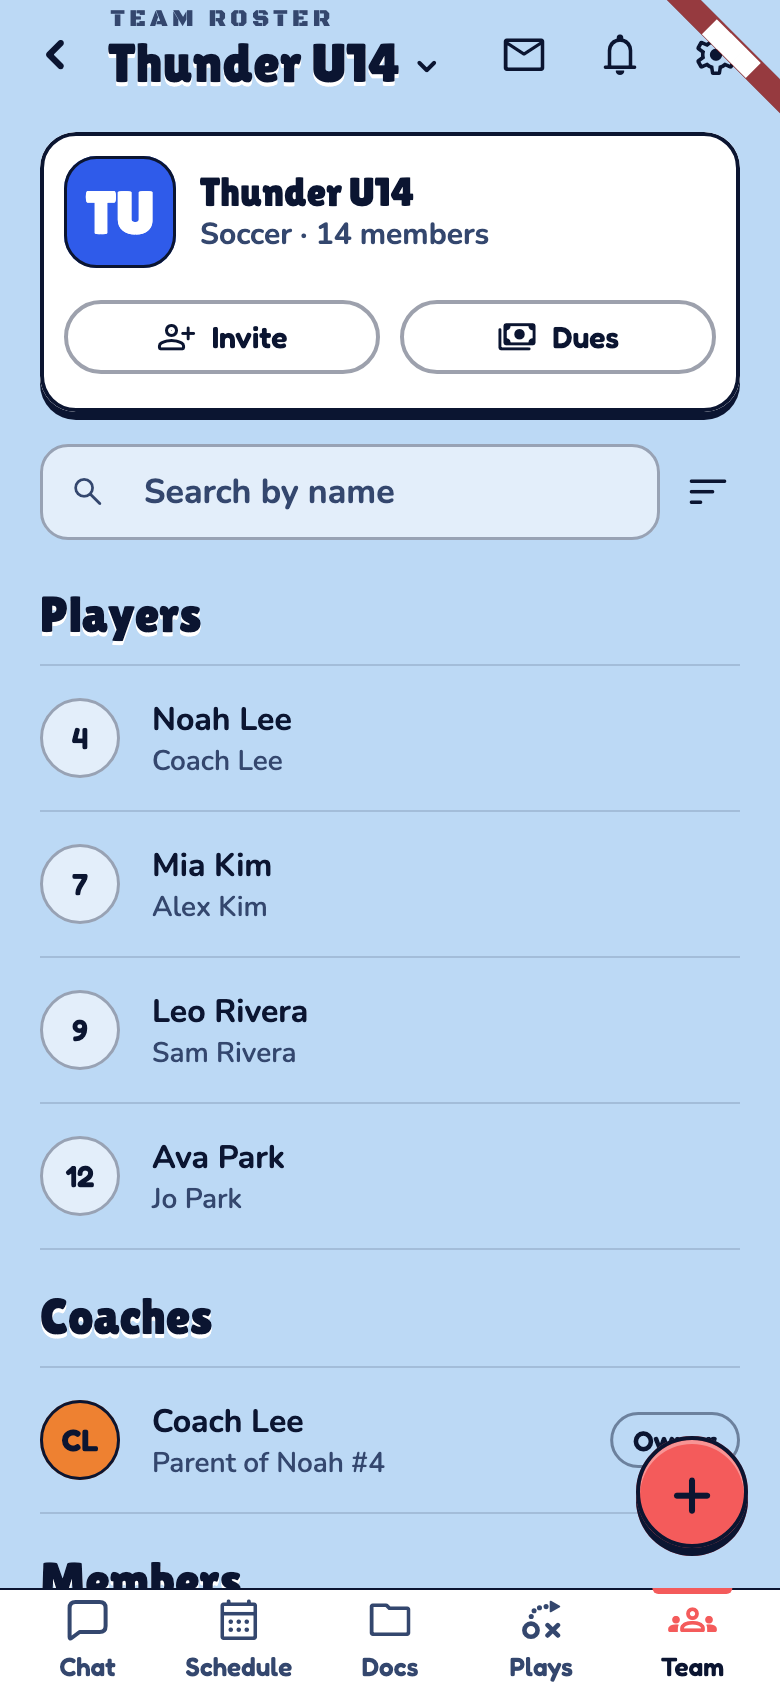 TEAM ROSTER
Thunder U14
TU
Thunder U14
Soccer · 14 members
Invite
Dues
Search by name
Players
4
Noah Lee
Coach Lee
7
Mia Kim
Alex Kim
9
Leo Rivera
Sam Rivera
12
Ava Park
Jo Park
Coaches
CL
Coach Lee
Parent of Noah #4
Members
Chat
Schedule
Docs
Plays
Team